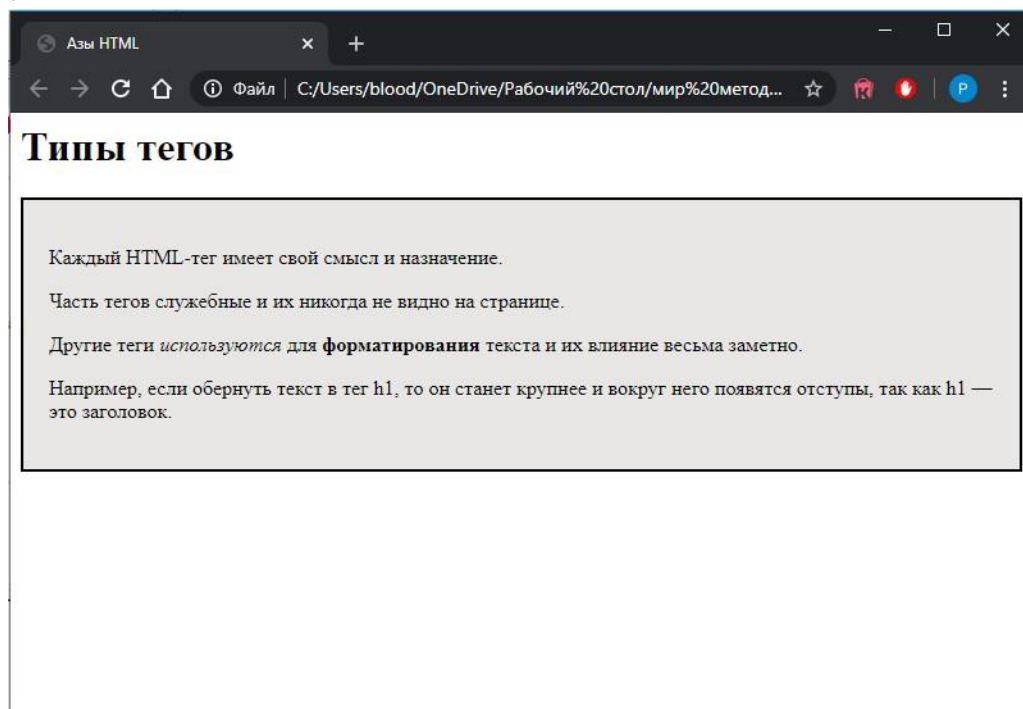 Азы HTML
Файл | C:/Users/blood/OneDrive/Рабочий%20стол/мир%20метод...
P
Типы тегов
Каждый HTML-тег имеет свой смысл и назначение.
Часть тегов служебные и их никогда не видно на странице.
Другие теги используются для форматирования текста и их влияние весьма заметно.
Например, если обернуть текст в тег h1, то он станет крупнее и вокруг него появятся отступы, так как h1 —
это заголовок.